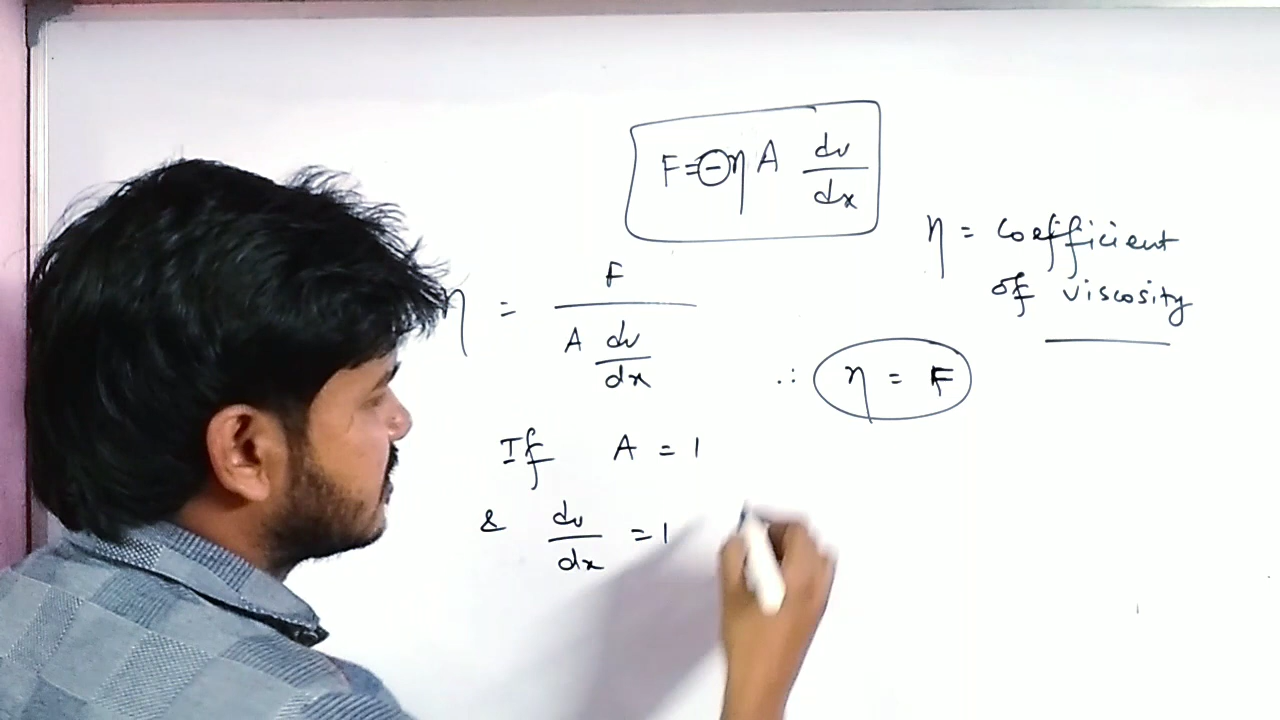 F = -η A dv/dx
η = coefficient
of viscosity
η = F / A dv/dx
∴ η = F
If A = 1
& dv/dx = 1